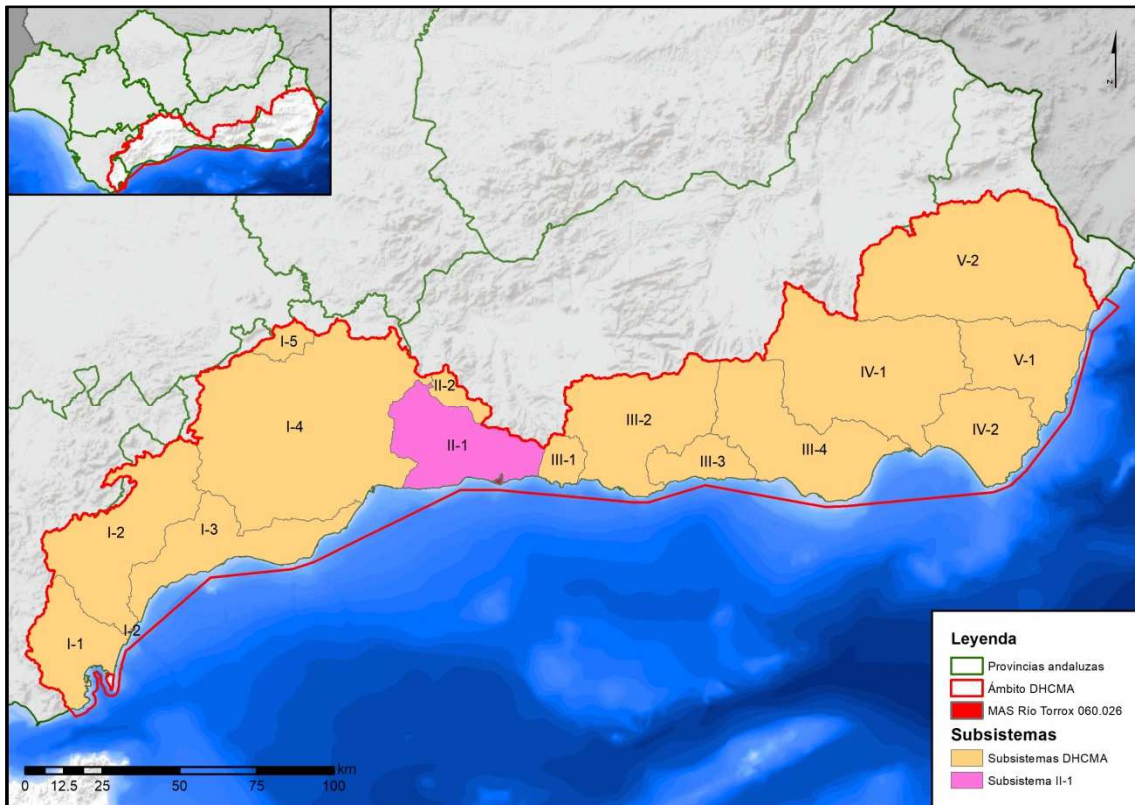 N
V-2
I-5
II-2
IV-1
V-1
I-4
III-2
II-1
IV-2
III-1
III-3
III-4
I-2
I-3
I-1
I-2
Leyenda
Provincias andaluzas
Ámbito DHCMA
MAS Río Torrox 060.026
Subsistemas
Subsistemas DHCMA
Subsistema II-1
km
0 12.5 25 50 75 100